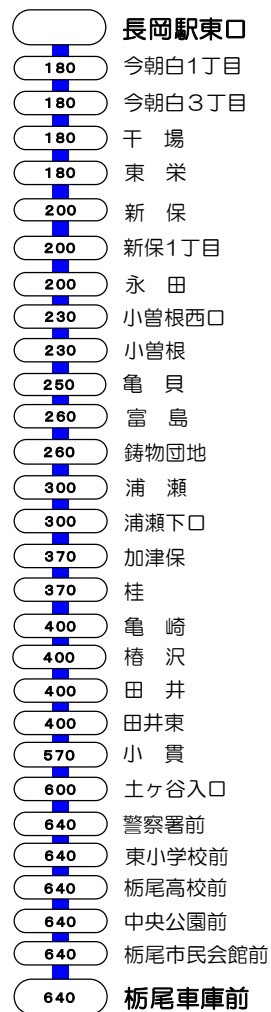 長岡駅東口
180 今朝白1丁目
180 今朝白3丁目
180 干 場
180 東 栄
200 新 保
200 新保1丁目
200 永 田
230 小曽根西口
230 小曽根
250 亀 貝
260 富 島
260 鋳物団地
300 浦 瀬
300 浦瀬下口
370 加津保
370 桂
400 亀 崎
400 椿 沢
400 田 井
400 田井東
570 小 貫
600 土ヶ谷入口
640 警察署前
640 東小学校前
640 栃尾高校前
640 中央公園前
640 栃尾市民会館前
640 栃尾車庫前